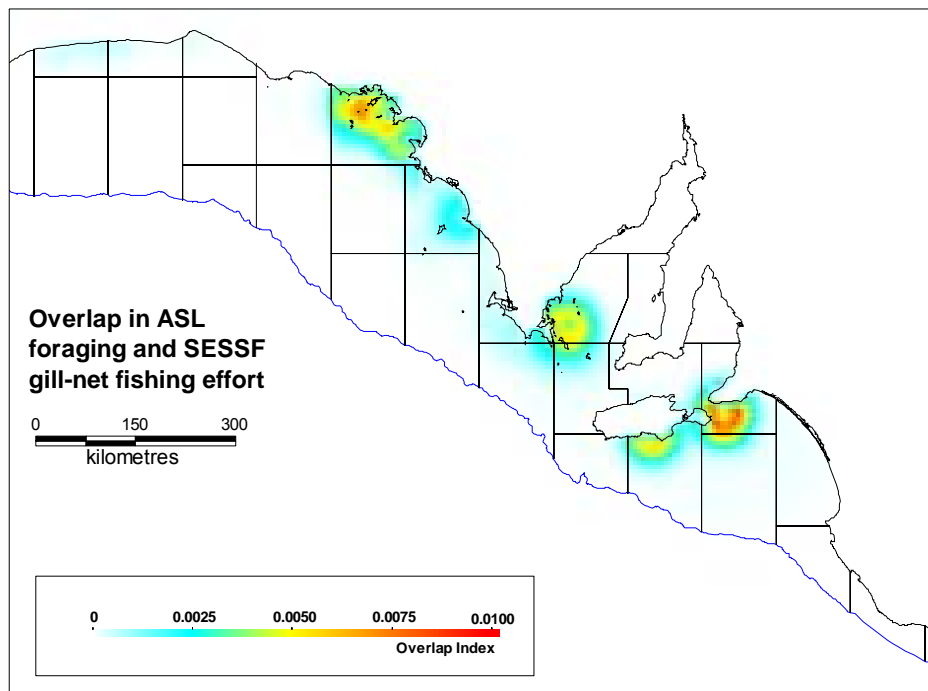 Overlap in ASL
foraging and SESSF
gill-net fishing effort
0 150 300
kilometres
0 0.0025 0.0050 0.0075 0.0100
Overlap Index